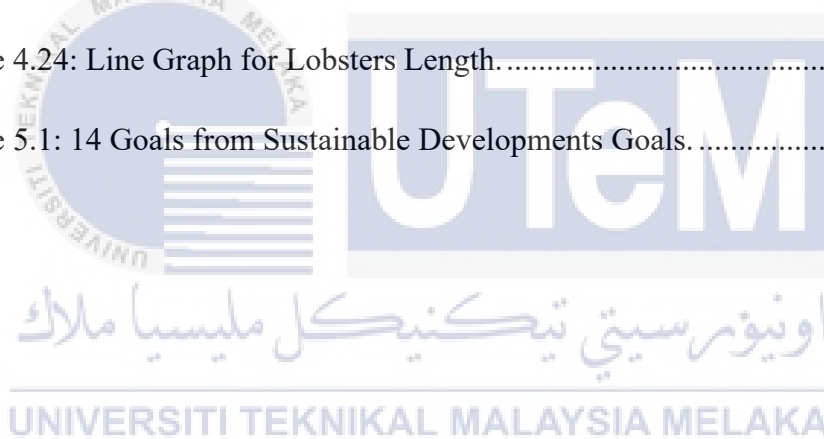 e 4.24: Line Graph for Lobsters Length.
e 5.1: 14 Goals from Sustainable Developments Goals.
UTeM
اونيۏرسيتي تيكنيكل مليسيا ملاك
UNIVERSITI TEKNIKAL MALAYSIA MELAKA